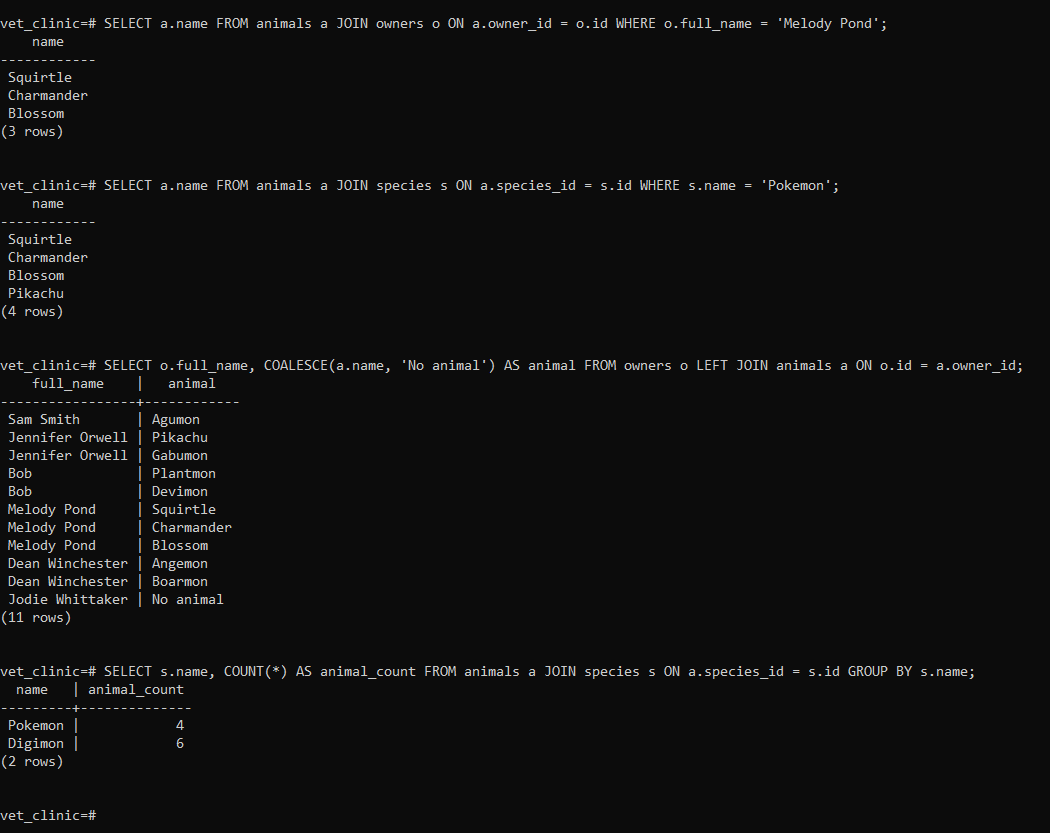 vet_clinic=# SELECT a.name FROM animals a JOIN owners o ON a.owner_id = o.id WHERE o.full_name = 'Melody Pond';
    name
------------
 Squirtle
 Charmander
 Blossom
(3 rows)
vet_clinic=# SELECT a.name FROM animals a JOIN species s ON a.species_id = s.id WHERE s.name = 'Pokemon';
    name
------------
 Squirtle
 Charmander
 Blossom
 Pikachu
(4 rows)
vet_clinic=# SELECT o.full_name, COALESCE(a.name, 'No animal') AS animal FROM owners o LEFT JOIN animals a ON o.id = a.owner_id;
    full_name    |   animal
-----------------+------------
 Sam Smith       | Agumon
 Jennifer Orwell | Pikachu
 Jennifer Orwell | Gabumon
 Bob             | Plantmon
 Bob             | Devimon
 Melody Pond     | Squirtle
 Melody Pond     | Charmander
 Melody Pond     | Blossom
 Dean Winchester | Angemon
 Dean Winchester | Boarmon
 Jodie Whittaker | No animal
(11 rows)
vet_clinic=# SELECT s.name, COUNT(*) AS animal_count FROM animals a JOIN species s ON a.species_id = s.id GROUP BY s.name;
  name   | animal_count
---------+--------------
 Pokemon |            4
 Digimon |            6
(2 rows)
vet_clinic=#